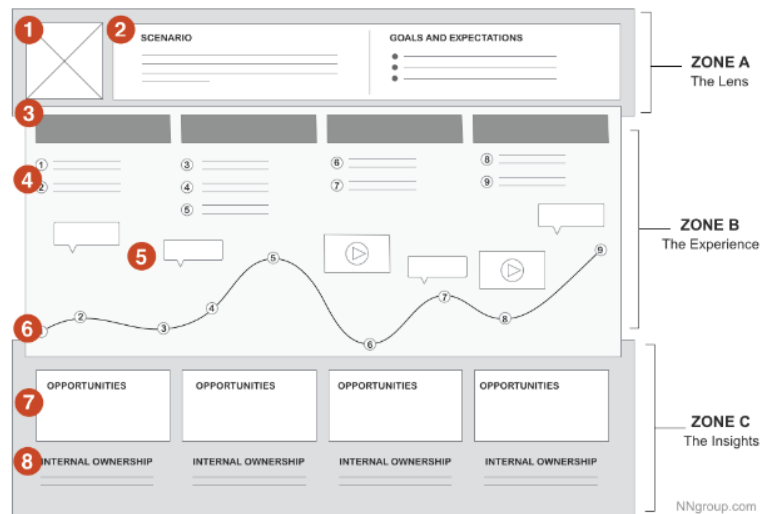 1
2
SCENARIO
GOALS AND EXPECTATIONS
ZONE A
The Lens
3
1
3
6
8
4
2
4
7
9
5
5
ZONE B
The Experience
6
2
3
4
5
6
7
8
9
7
OPPORTUNITIES
OPPORTUNITIES
OPPORTUNITIES
OPPORTUNITIES
ZONE C
The Insights
8
INTERNAL OWNERSHIP
INTERNAL OWNERSHIP
INTERNAL OWNERSHIP
INTERNAL OWNERSHIP
NNgroup.com